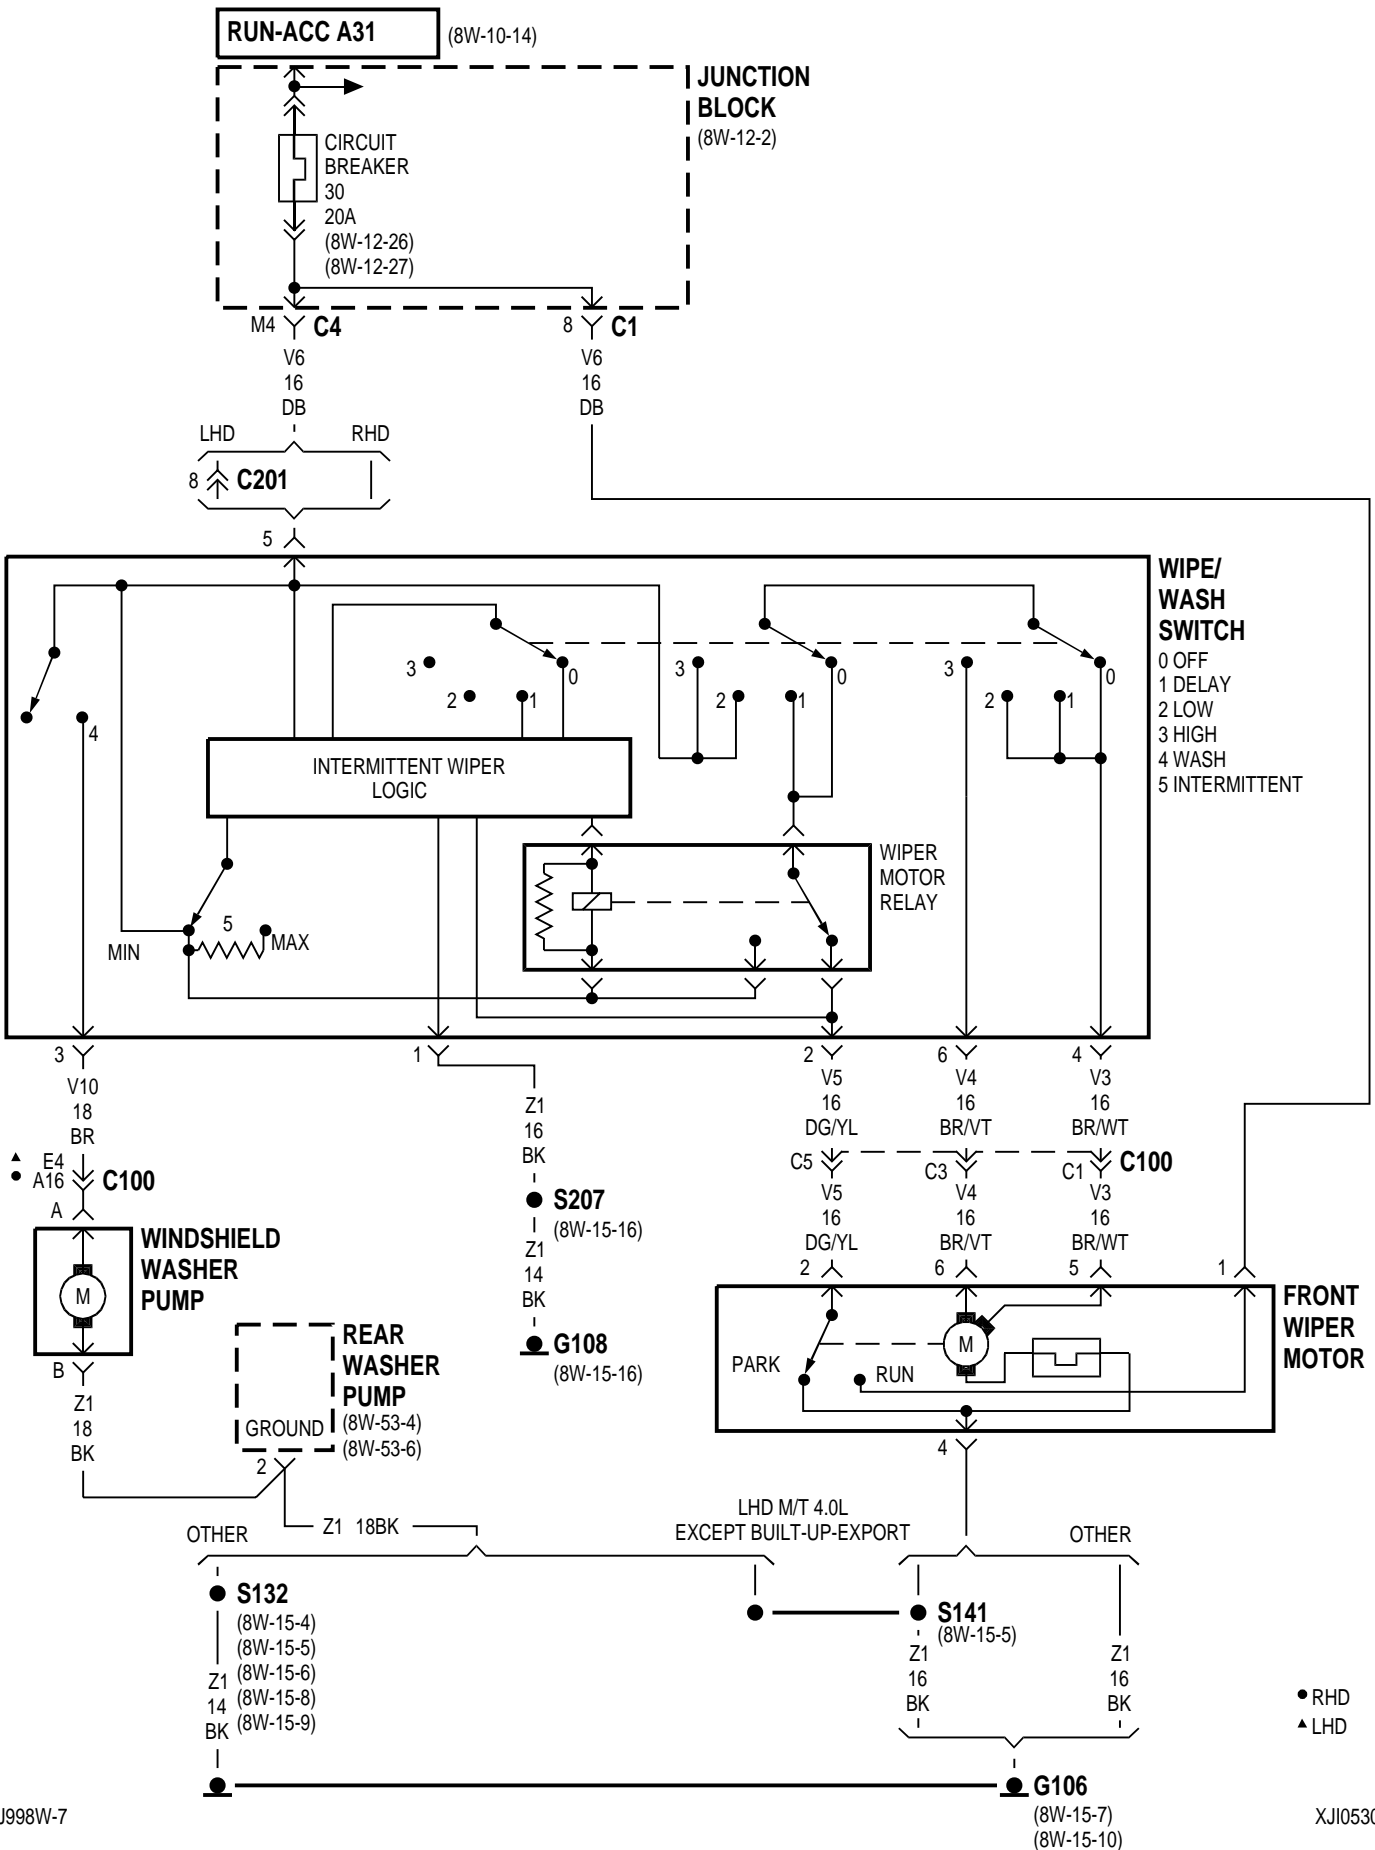 RUN-ACC A31
(8W-10-14)
JUNCTION
BLOCK
(8W-12-2)
CIRCUIT
BREAKER
30
20A
(8W-12-26)
(8W-12-27)
M4
C4
8
C1
V6
16
DB
V6
16
DB
LHD
RHD
8
C201
5
WIPE/
WASH
SWITCH
0 OFF
1 DELAY
2 LOW
3 HIGH
4 WASH
5 INTERMITTENT
4
3
2
1
0
3
2
1
0
3
2
1
0
INTERMITTENT WIPER
LOGIC
WIPER
MOTOR
RELAY
5
MIN
MAX
3
1
2
6
4
V10
18
BR
Z1
16
BK
V5
16
DG/YL
V4
16
BR/VT
V3
16
BR/WT
E4
A16
C100
C5
C3
C1
C100
A
S207
(8W-15-16)
V5
16
DG/YL
V4
16
BR/VT
V3
16
BR/WT
WINDSHIELD
WASHER
PUMP
M
Z1
14
BK
2
6
5
1
FRONT
WIPER
MOTOR
G108
(8W-15-16)
M
PARK
RUN
B
Z1
18
BK
REAR
WASHER
PUMP
(8W-53-4)
(8W-53-6)
GROUND
2
4
Z1 18BK
OTHER
LHD M/T 4.0L
EXCEPT BUILT-UP-EXPORT
OTHER
S132
(8W-15-4)
(8W-15-5)
(8W-15-6)
(8W-15-8)
(8W-15-9)
Z1
14
BK
S141
(8W-15-5)
Z1
16
BK
Z1
16
BK
RHD
LHD
G106
(8W-15-7)
(8W-15-10)
J998W-7
XJI0530